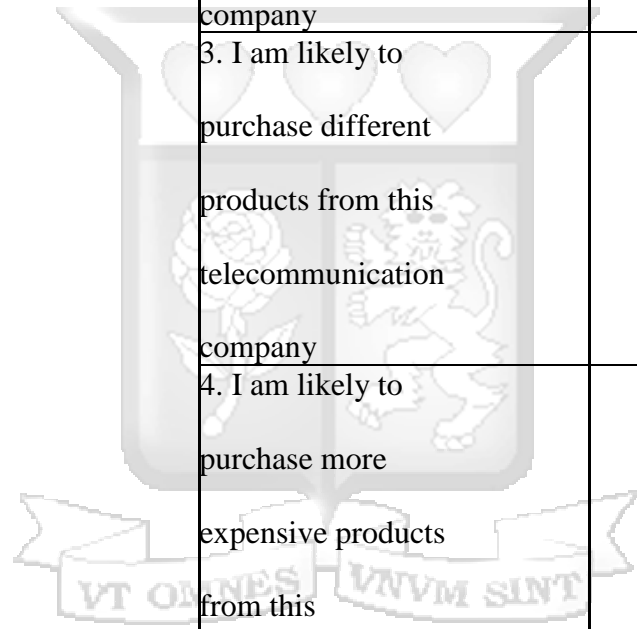 company
3. I am likely to
purchase different
products from this
telecommunication
company
4. I am likely to
purchase more
expensive products
from this
VT OMNES VNVM SINT